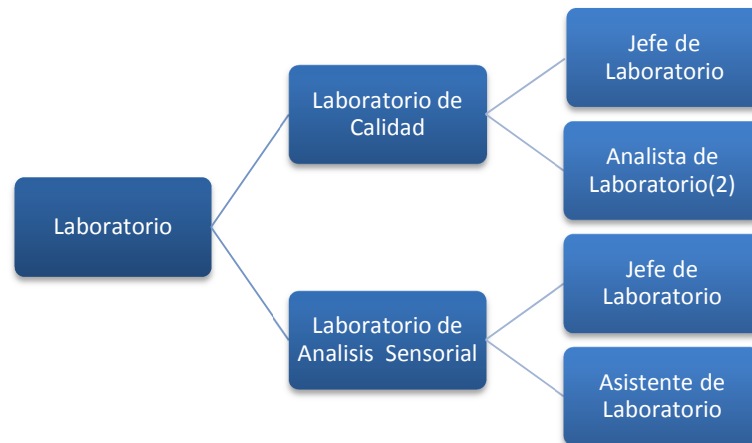 Laboratorio
Laboratorio de
Calidad
Jefe de
Laboratorio
Analista de
Laboratorio(2)
Laboratorio de
Analisis  Sensorial
Jefe de
Laboratorio
Asistente de
Laboratorio